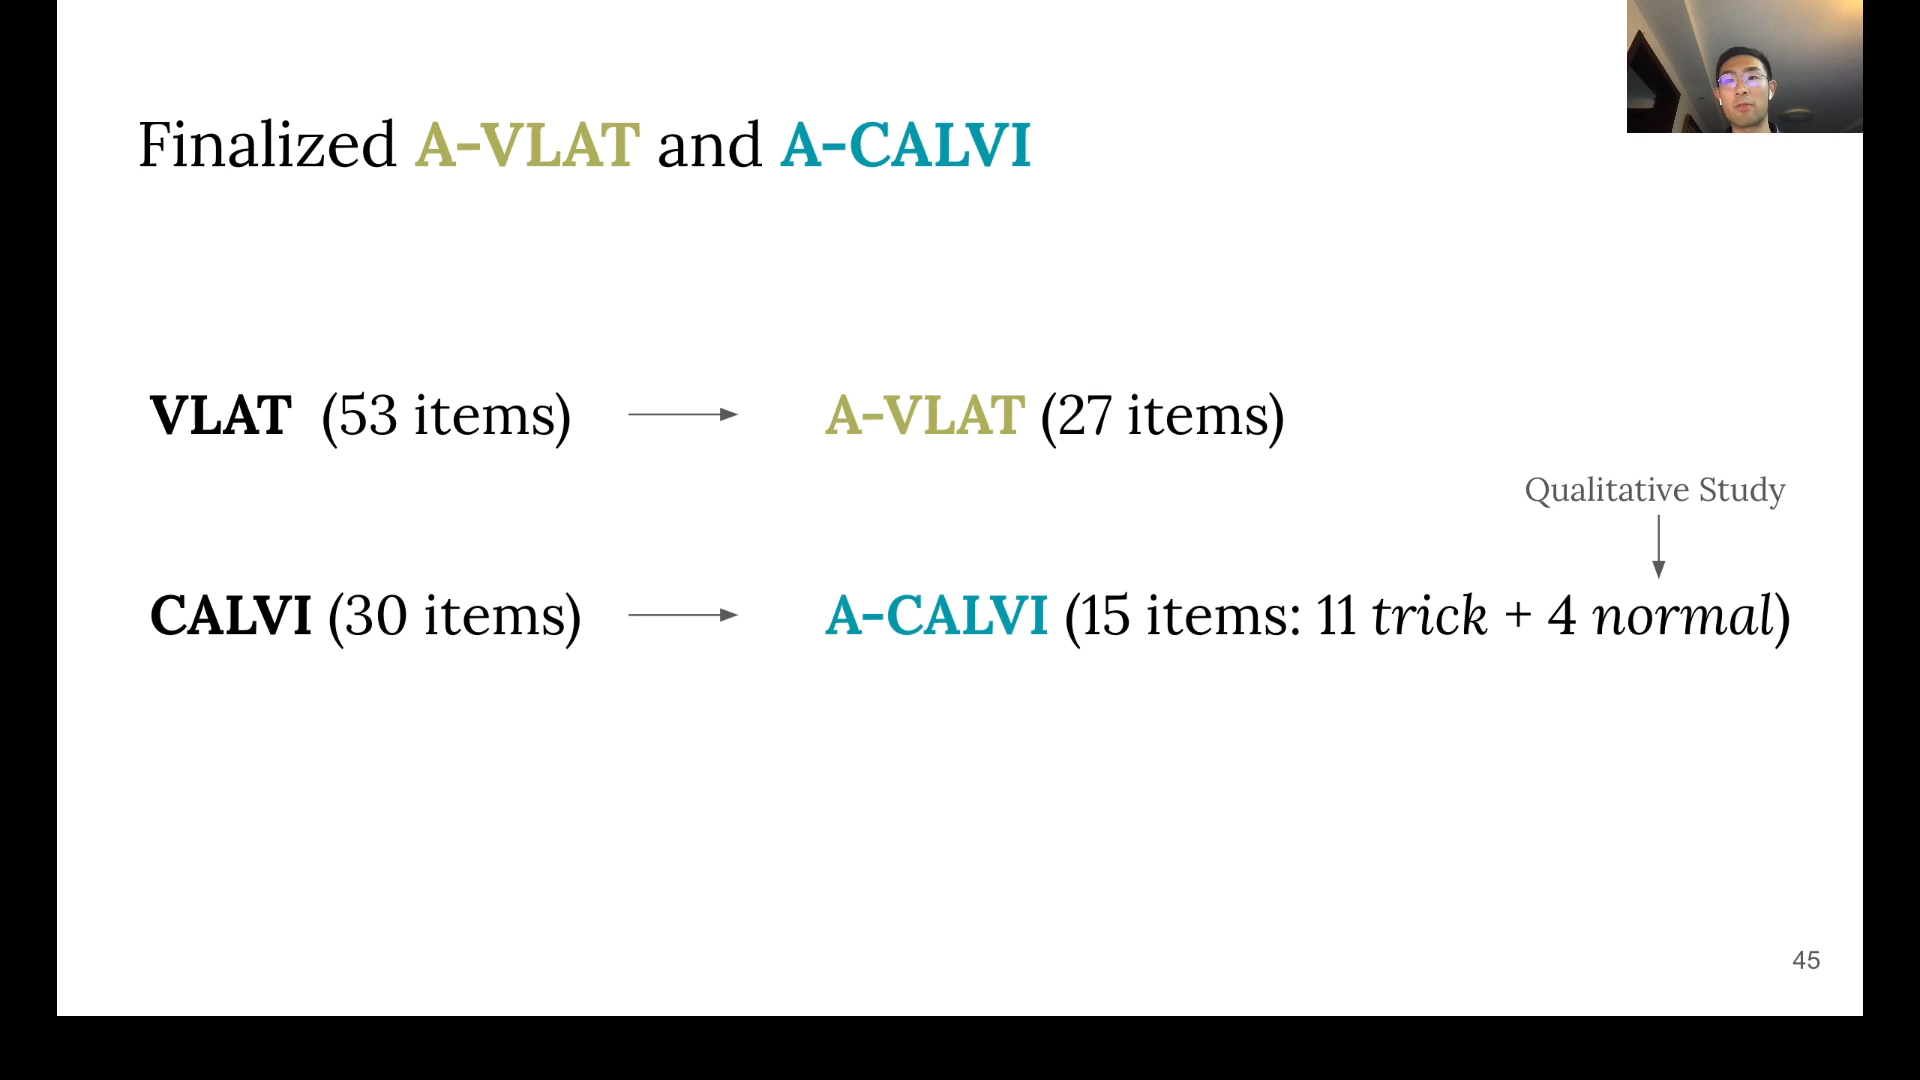 Finalized A-VLAT and A-CALVI
VLAT (53 items) A-VLAT (27 items)
Qualitative Study
CALVI (30 items) A-CALVI (15 items: 11 trick + 4 normal)
45